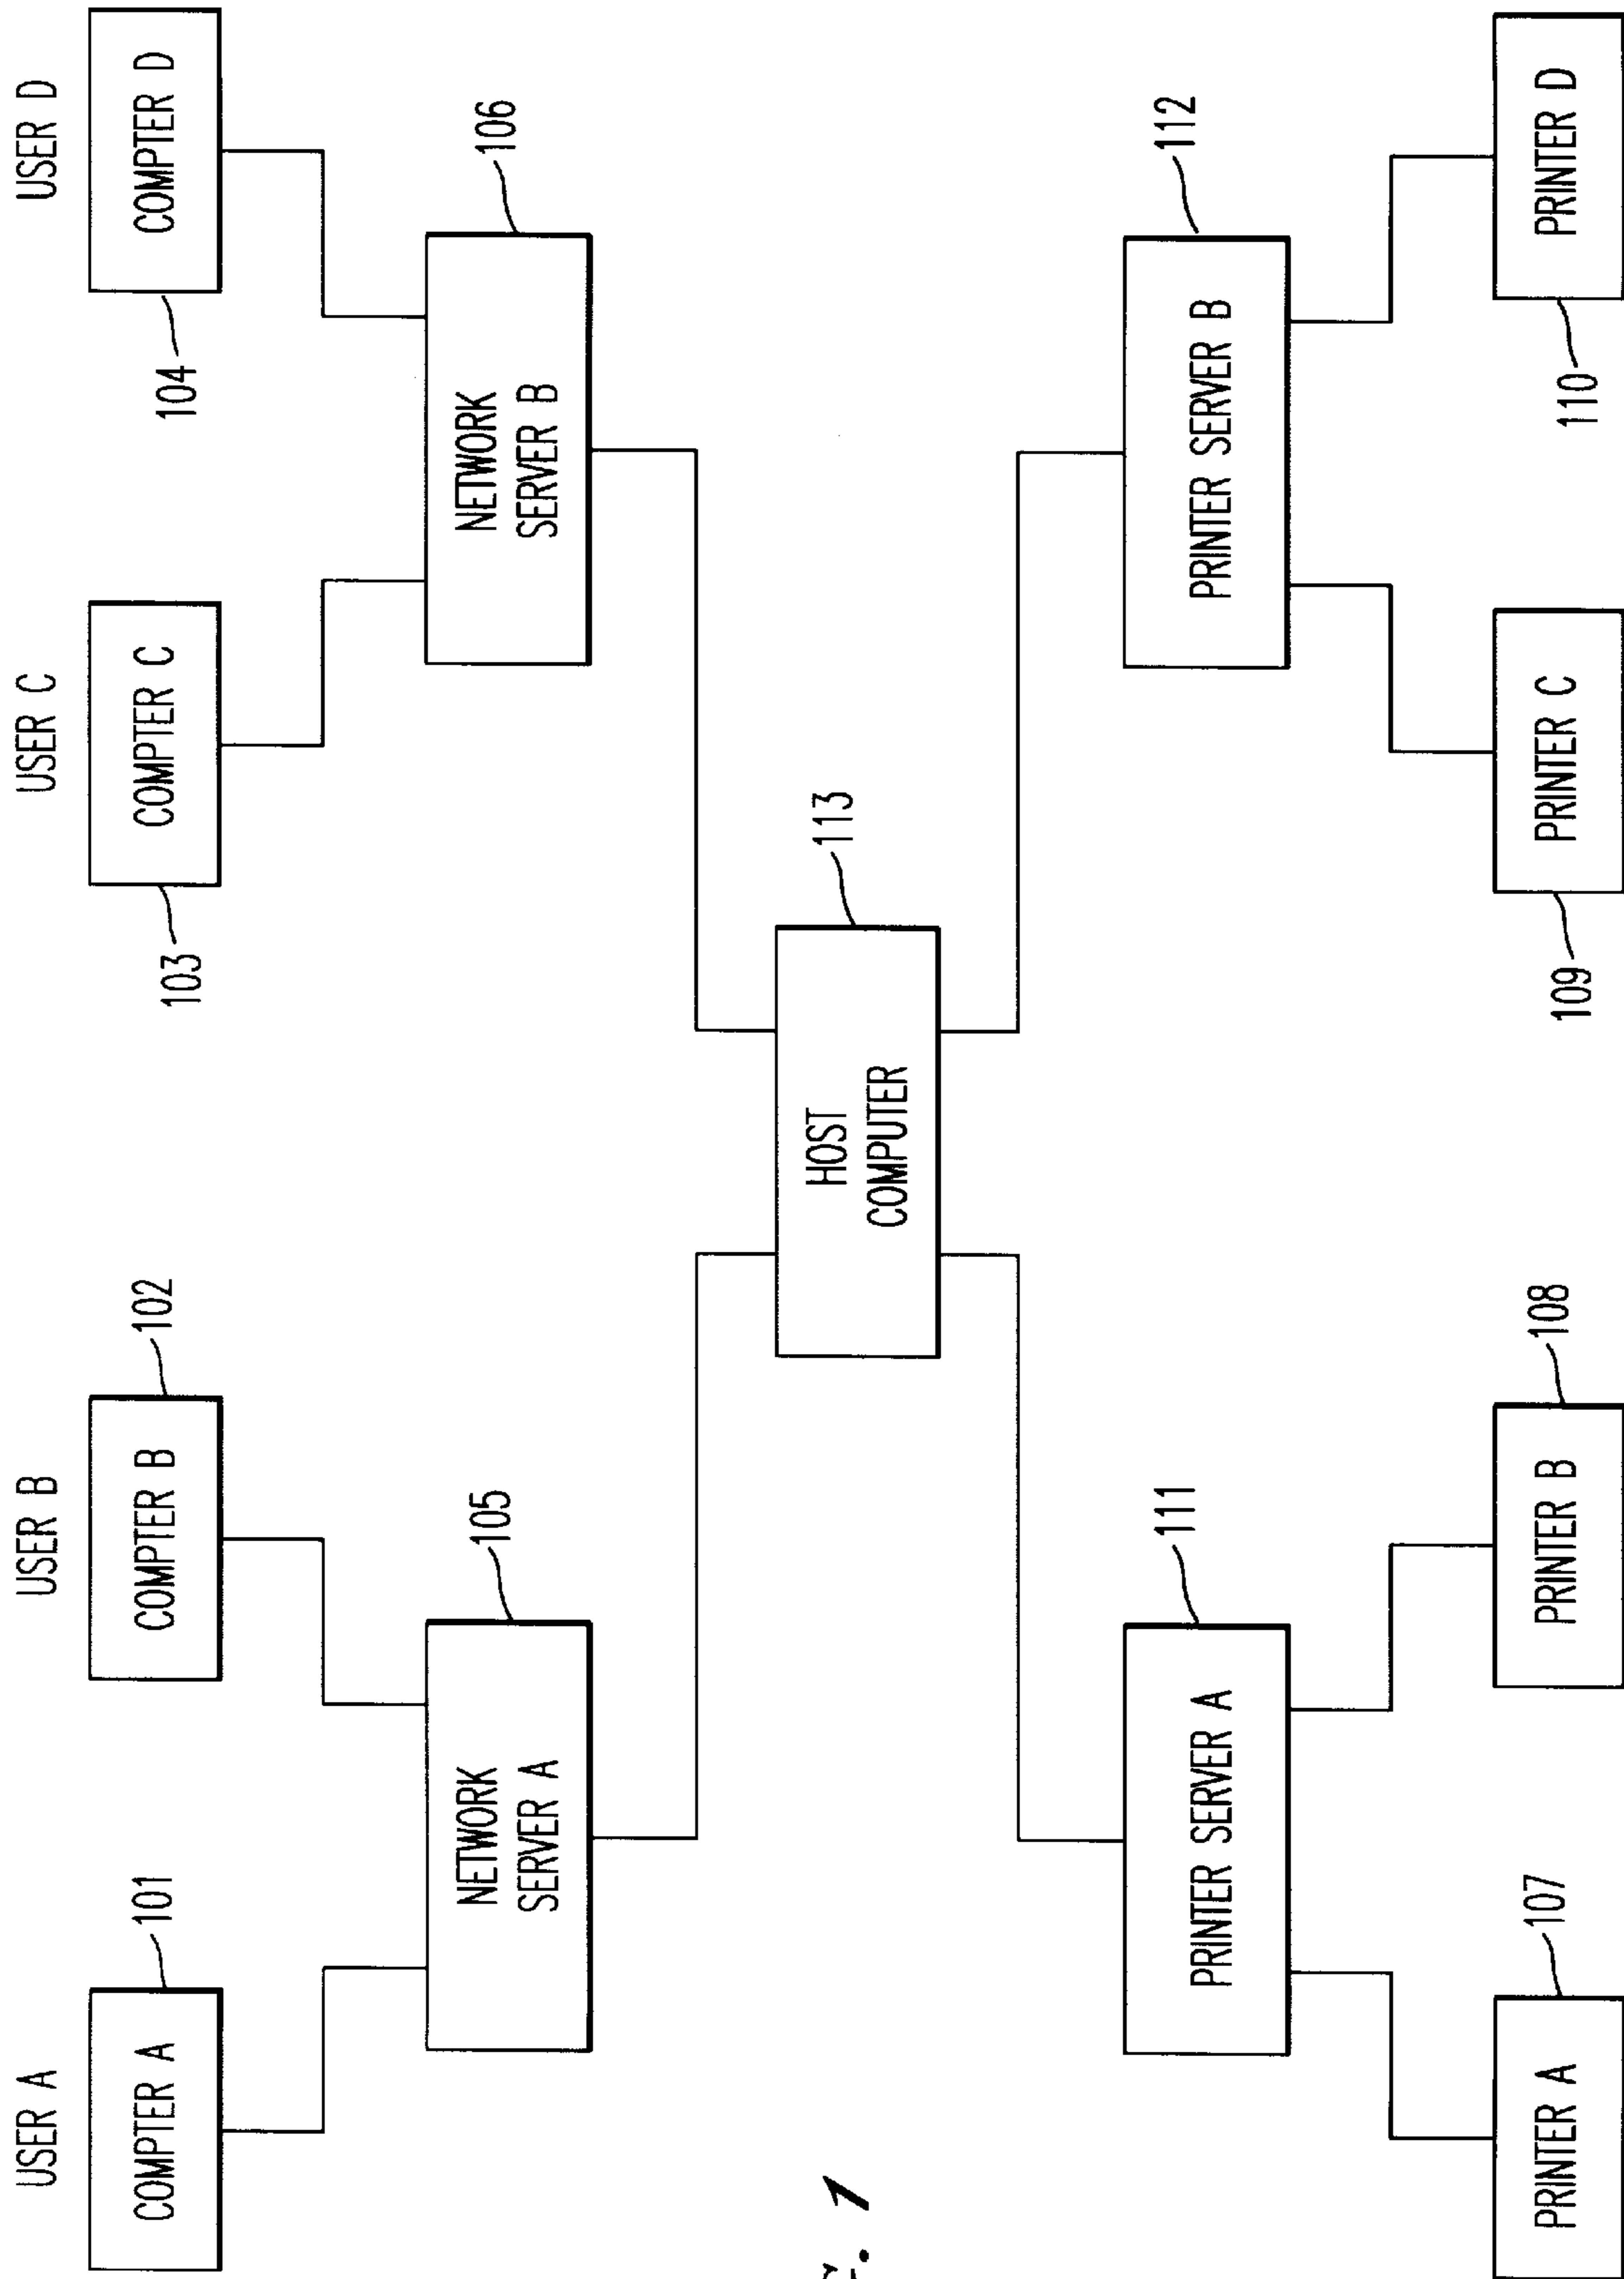 USER A
USER B
USER C
USER D
COMPTER A
101
COMPTER B
102
103
COMPTER C
104
COMPTER D
NETWORK
SERVER A
105
NETWORK
SERVER B
106
HOST
COMPUTER
113
PRINTER SERVER A
111
PRINTER SERVER B
112
PRINTER A
107
PRINTER B
108
109
PRINTER C
110
PRINTER D
1